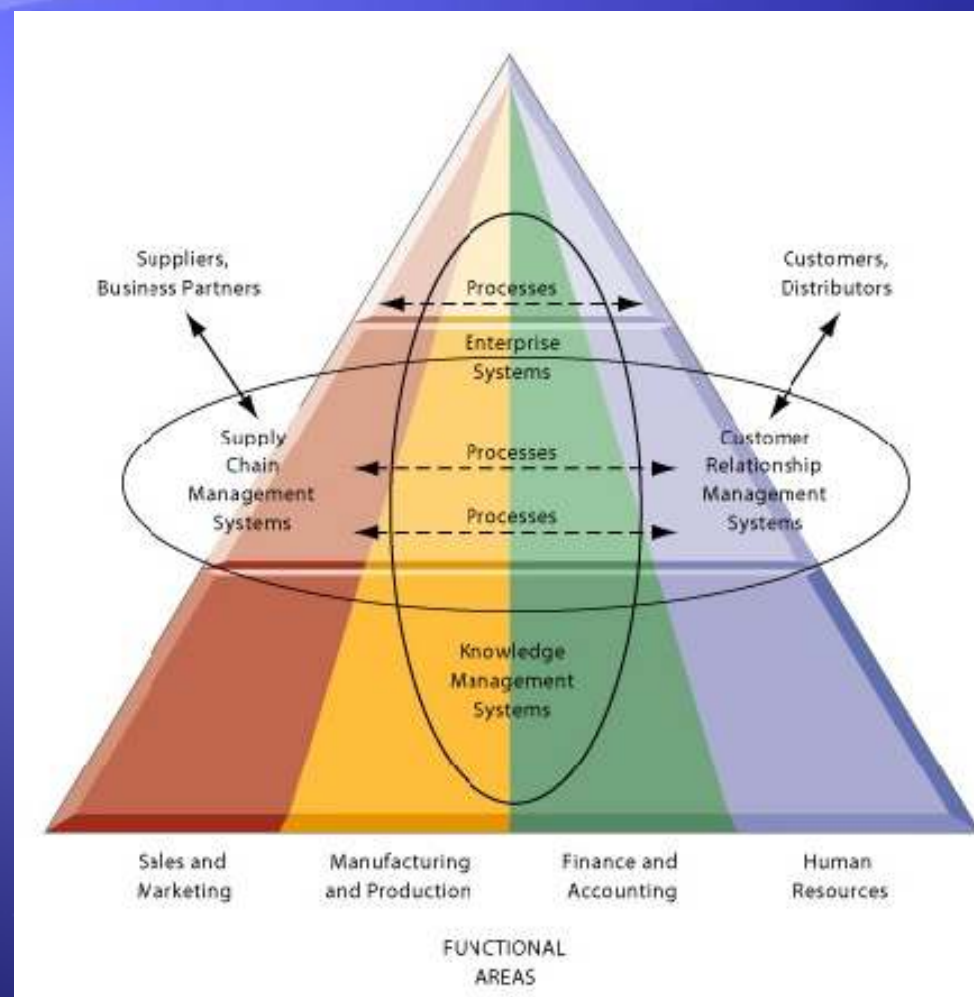 Suppliers,
Business Partners
Customers,
Distributors
Processes
Enterprise
Systems
Supply
Chain
Management
Systems
Processes
Processes
Customer
Relationship
Management
Systems
Knowledge
Management
Systems
Sales and
Marketing
Manufacturing
and Production
Finance and
Accounting
Human
Resources
FUNCTIONAL
AREAS